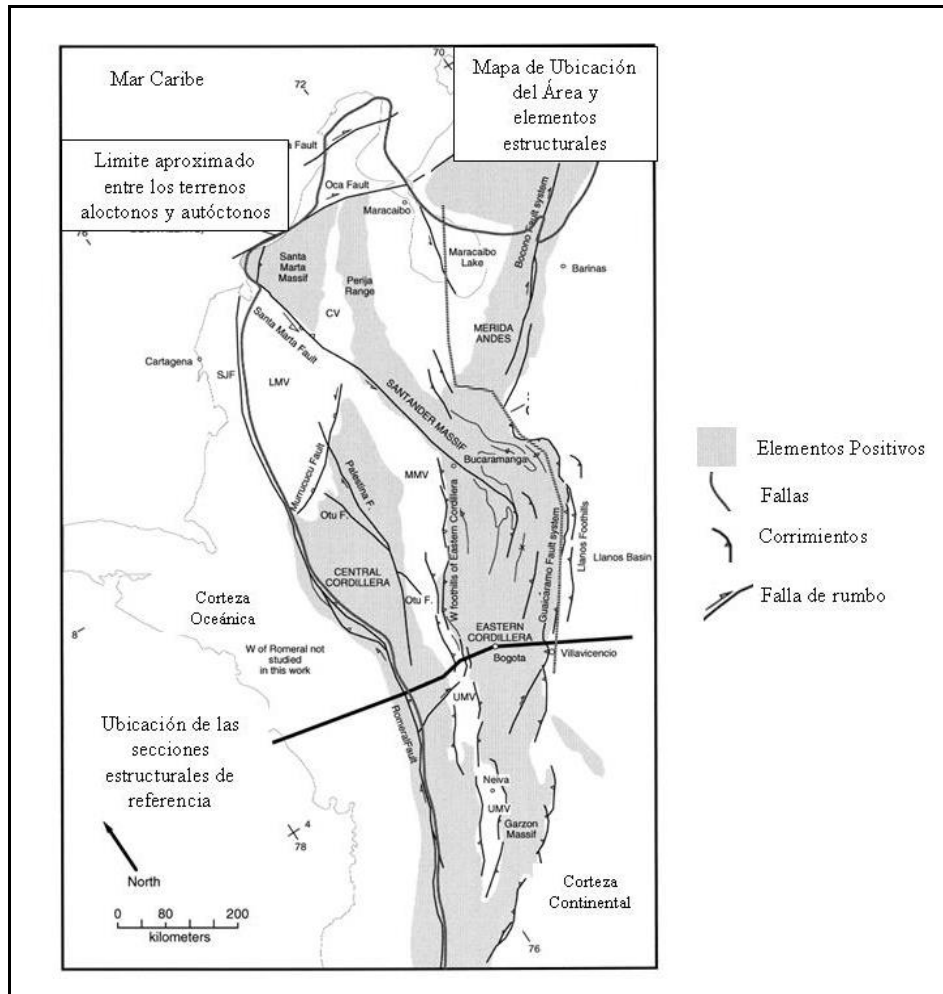 Mar Caribe
70
72
Mapa de Ubicación
del Área y
elementos
estructurales
Fault
Limite aproximado
entre los terrenos
aloctonos y autóctonos
Oca Fault
Maracaibo
76
Santa
Marta
Massif
Perija
Range
Maracaibo
Lake
Bocono Fault system
Barinas
CV
MERIDA
ANDES
Santa Marta Fault
Cartagena
SJF
LMV
SANTANDER MASSIF
Bucaramanga
Murrucucu Fault
Palestina F.
MMV
Otu F.
W foothills of Eastern Cordillera
Guaicaramo Fault system
Llanos Foothills
Llanos Basin
CENTRAL
CORDILLERA
Otu F.
Corteza
Oceánica
8
EASTERN
CORDILLERA
Bogota
Villavicencio
W of Romeral not
studied
in this work
UMV
Romeral Fault
Ubicación de las
secciones
estructurales de
referencia
Neiva
UMV
Garzon
Massif
4
78
North
Corteza
Continental
76
0 80 200
kilometers
Elementos Positivos
Fallas
Corrimientos
Falla de rumbo